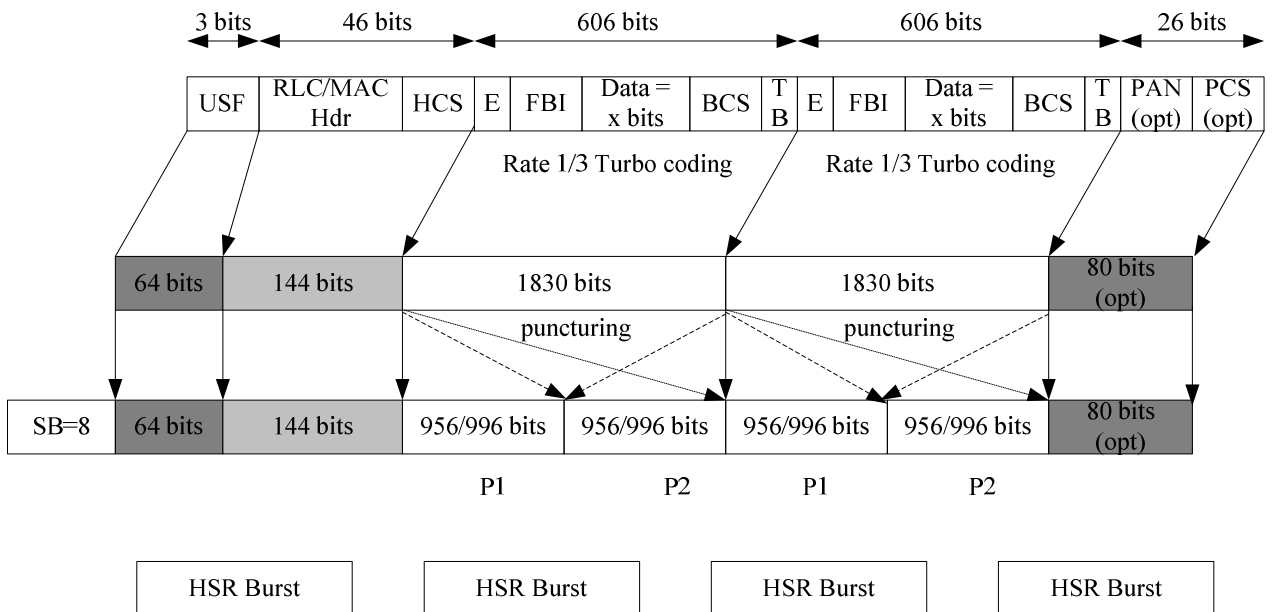 3 bits 46 bits 606 bits 606 bits 26 bits
USF RLC/MAC Hdr HCS E FBI Data = x bits BCS T B E FBI Data = x bits BCS T B PAN (opt) PCS (opt)
Rate 1/3 Turbo coding Rate 1/3 Turbo coding
64 bits 144 bits 1830 bits 1830 bits 80 bits (opt)
puncturing puncturing
SB=8 64 bits 144 bits 956/996 bits 956/996 bits 956/996 bits 956/996 bits 80 bits (opt)
P1 P2 P1 P2
HSR Burst HSR Burst HSR Burst HSR Burst